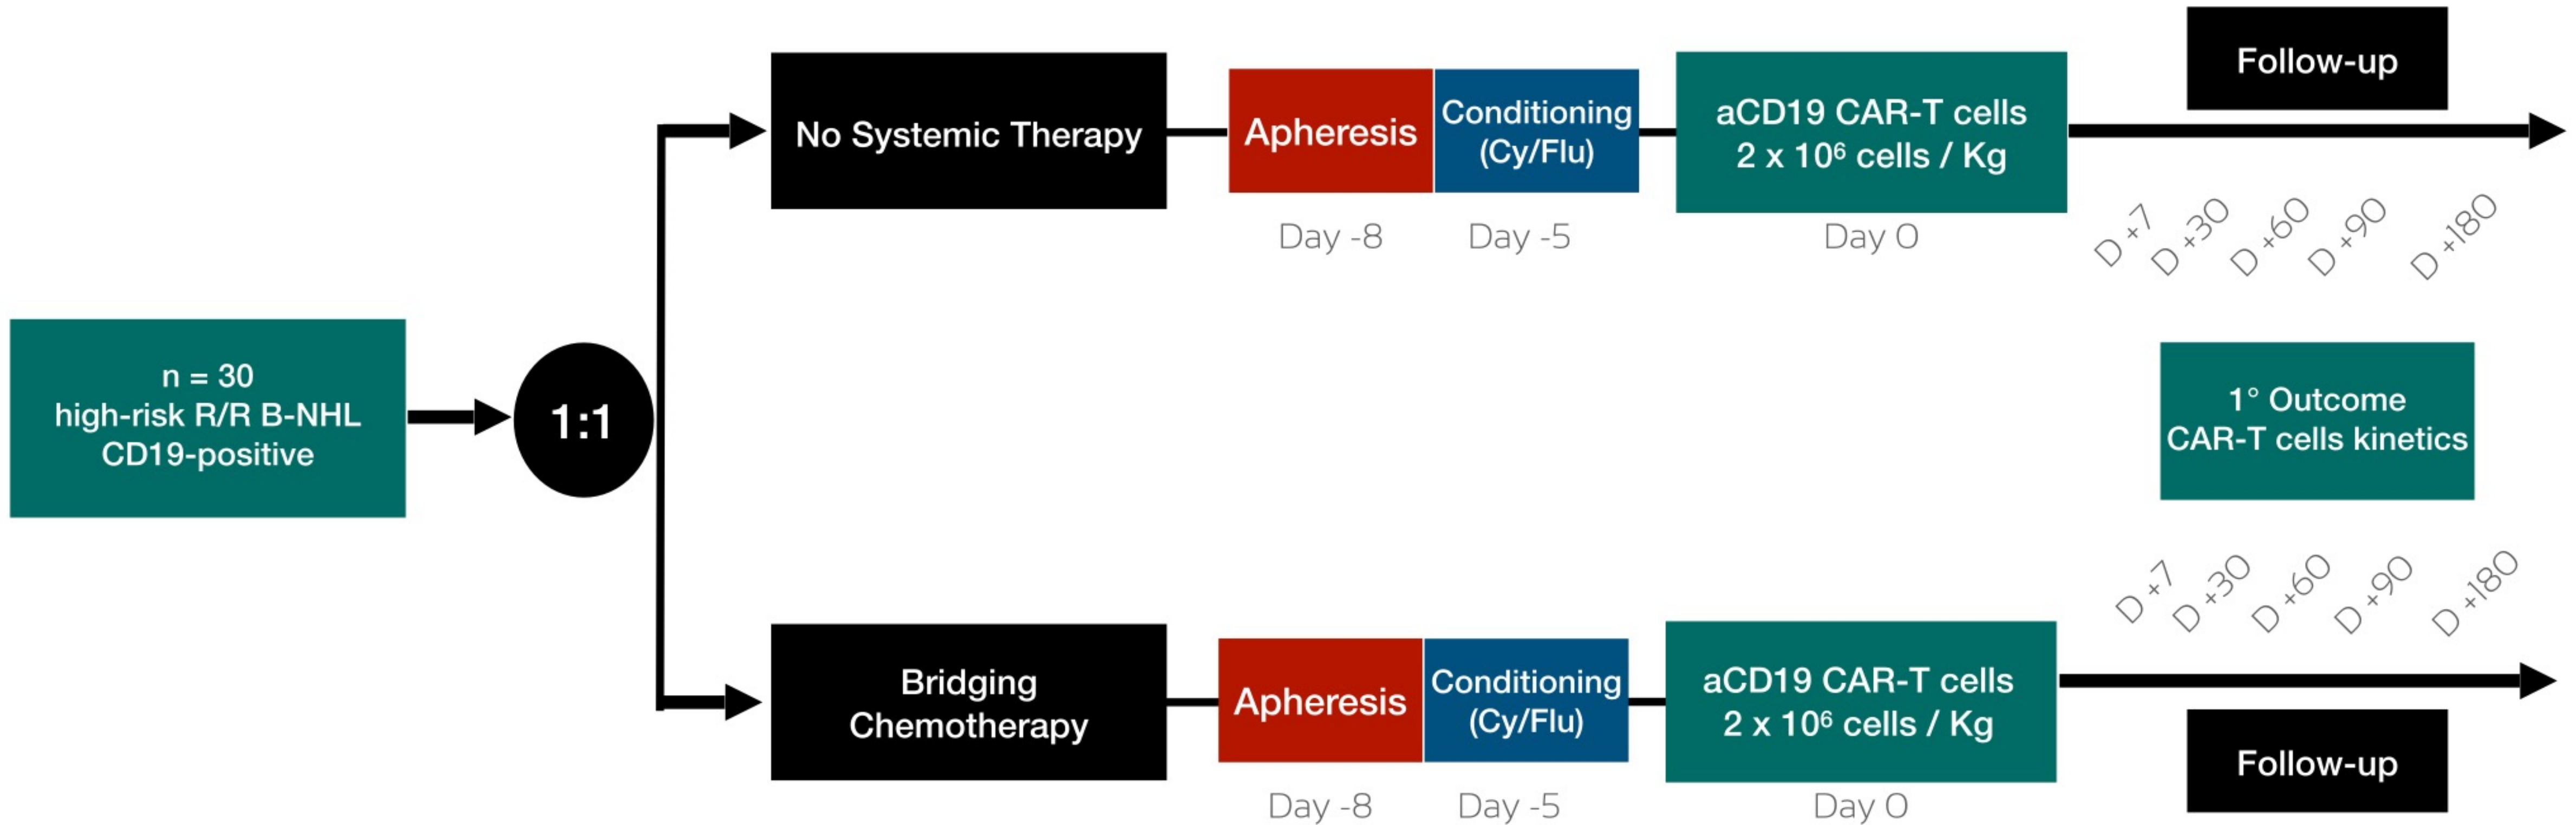 n = 30
high-risk R/R B-NHL
CD19-positive
1:1
No Systemic Therapy
Apheresis
Conditioning
(Cy/Flu)
aCD19 CAR-T cells
2 x 10⁶ cells / Kg
Follow-up
Day -8
Day -5
Day 0
D +7
D +30
D +60
D +90
D +180
1° Outcome
CAR-T cells kinetics
Bridging
Chemotherapy
Apheresis
Conditioning
(Cy/Flu)
aCD19 CAR-T cells
2 x 10⁶ cells / Kg
D +7
D +30
D +60
D +90
D +180
Follow-up
Day -8
Day -5
Day 0